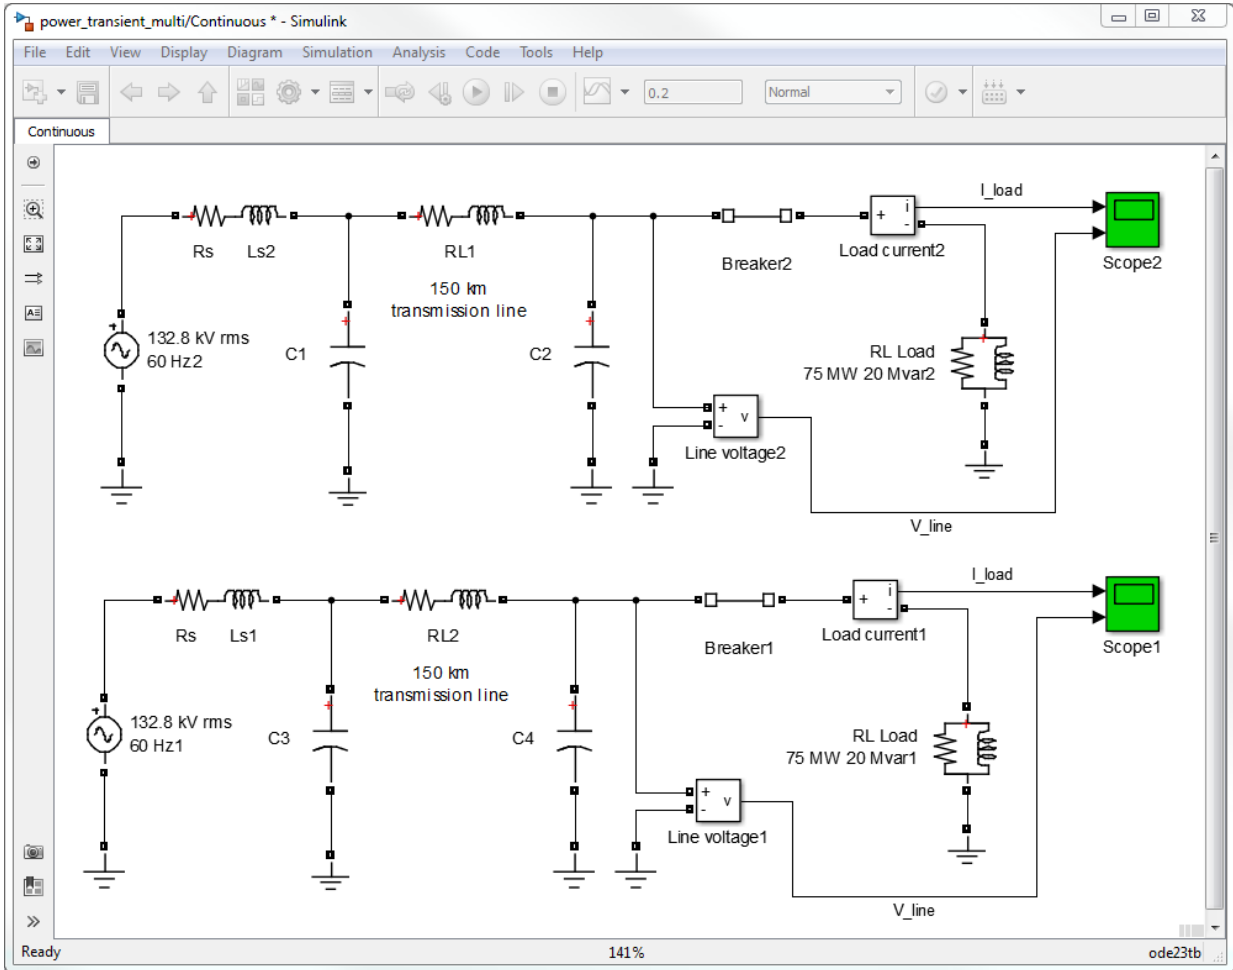 power_transient_multi/Continuous * - Simulink
File Edit View Display Diagram Simulation Analysis Code Tools Help
0.2 Normal
Continuous
I_load
Rs Ls2 RL1 Breaker2 + i - Load current2 Scope2
150 km
transmission line
132.8 kV rms
60 Hz2
C1 C2
RL Load
75 MW 20 Mvar2
+ - v
Line voltage2
V_line
I_load
Rs Ls1 RL2 Breaker1 + i - Load current1 Scope1
150 km
transmission line
132.8 kV rms
60 Hz1
C3 C4
RL Load
75 MW 20 Mvar1
+ - v
Line voltage1
V_line
Ready 141% ode23tb